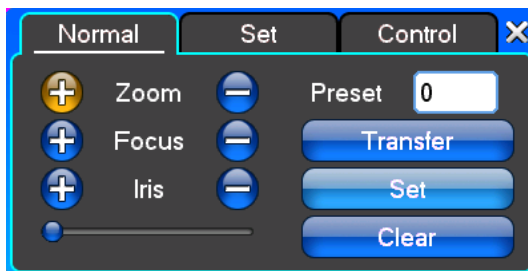 Normal Set Control
Zoom Preset 0
Focus Transfer
Iris Set
Clear